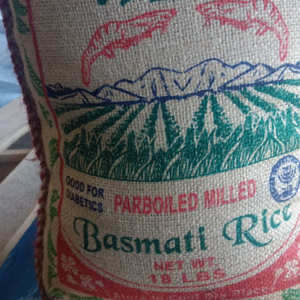 GOOD FOR
DIABETICS
PARBOILED MILLED
Basmati Rice
NET WT.
18 LBS